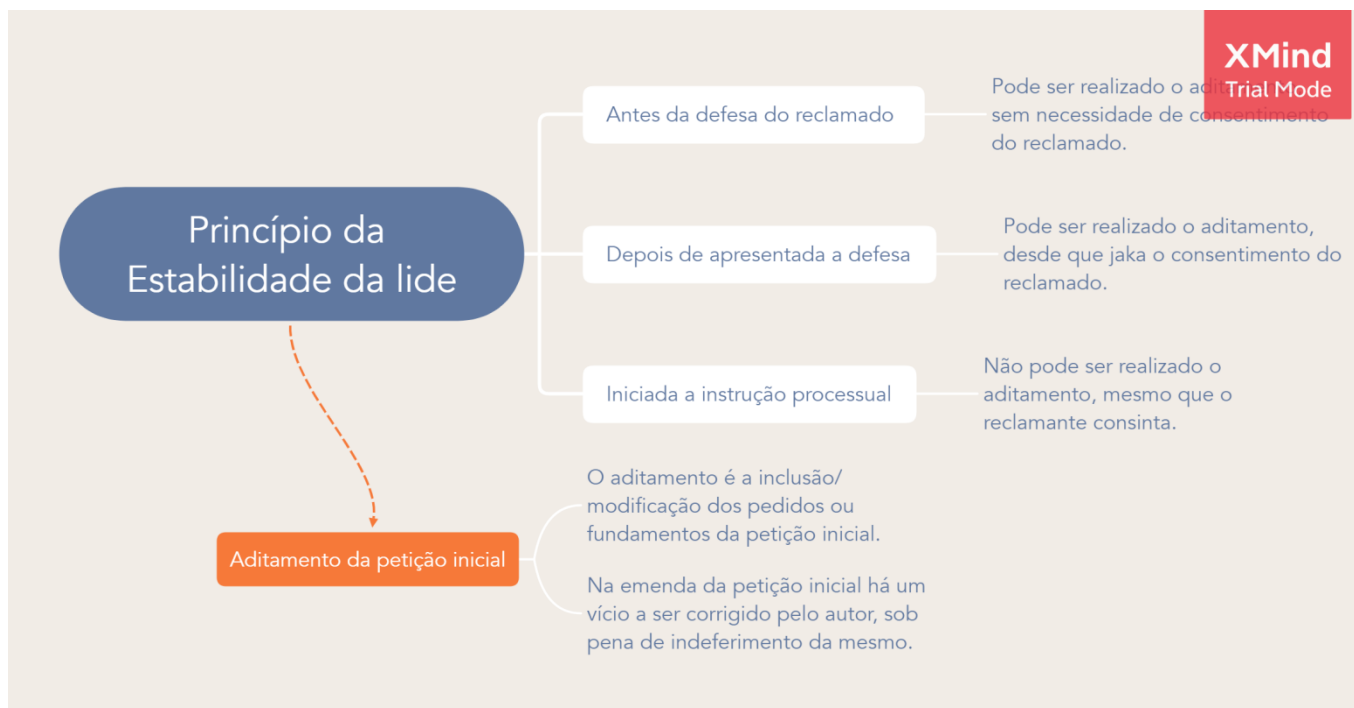 XMind
Trial Mode
Princípio da
Estabilidade da lide
Antes da defesa do reclamado
Pode ser realizado o
sem necessidade de consentimento
do reclamado.
Depois de apresentada a defesa
Pode ser realizado o aditamento,
desde que jaka o consentimento do
reclamado.
Iniciada a instrução processual
Não pode ser realizado o
aditamento, mesmo que o
reclamante consinta.
Aditamento da petição inicial
O aditamento é a inclusão/
modificação dos pedidos ou
fundamentos da petição inicial.
Na emenda da petição inicial há um
vício a ser corrigido pelo autor, sob
pena de indeferimento da mesmo.